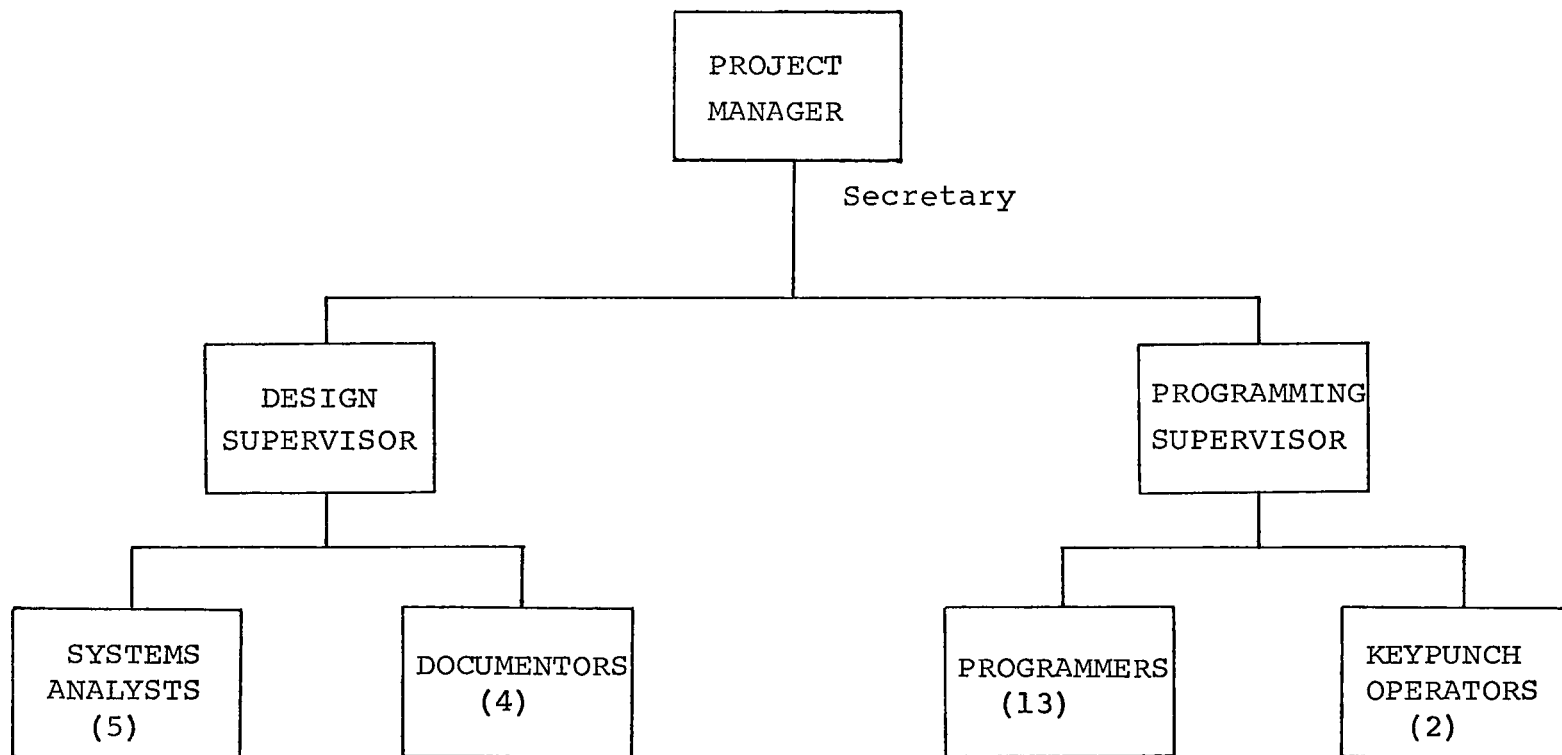 PROJECT
MANAGER
Secretary
DESIGN
SUPERVISOR
PROGRAMMING
SUPERVISOR
SYSTEMS
ANALYSTS
(5)
DOCUMENTORS
(4)
PROGRAMMERS
(13)
KEYPUNCH
OPERATORS
(2)